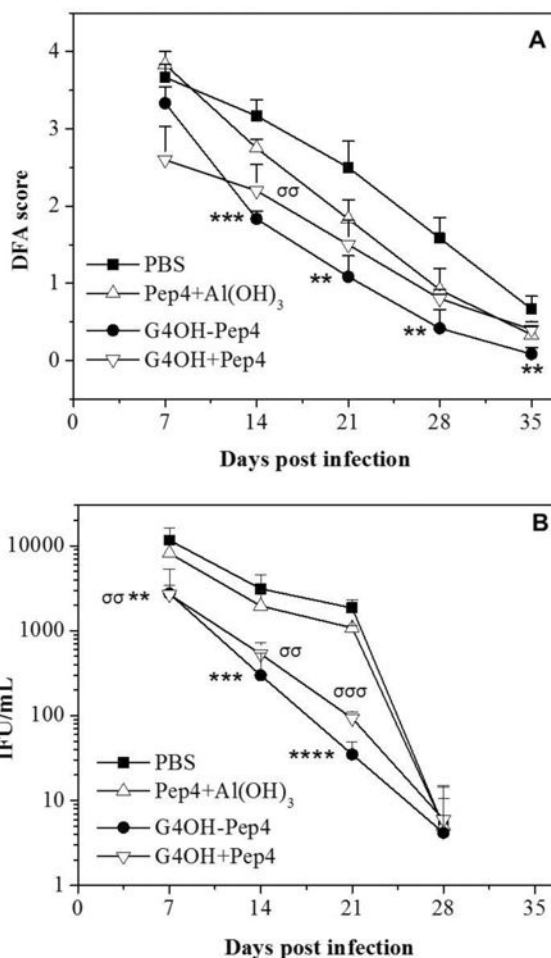 A
4
3
2
1
0
DFA score
σσ
***
**
**
**
PBS
Pep4+Al(OH)3
G4OH-Pep4
G4OH+Pep4
0 7 14 21 28 35
Days post infection
B
10000
1000
100
10
1
IFU/mL
σσ **
σσ
***
σσσ
****
PBS
Pep4+Al(OH)3
G4OH-Pep4
G4OH+Pep4
0 7 14 21 28 35
Days post infection